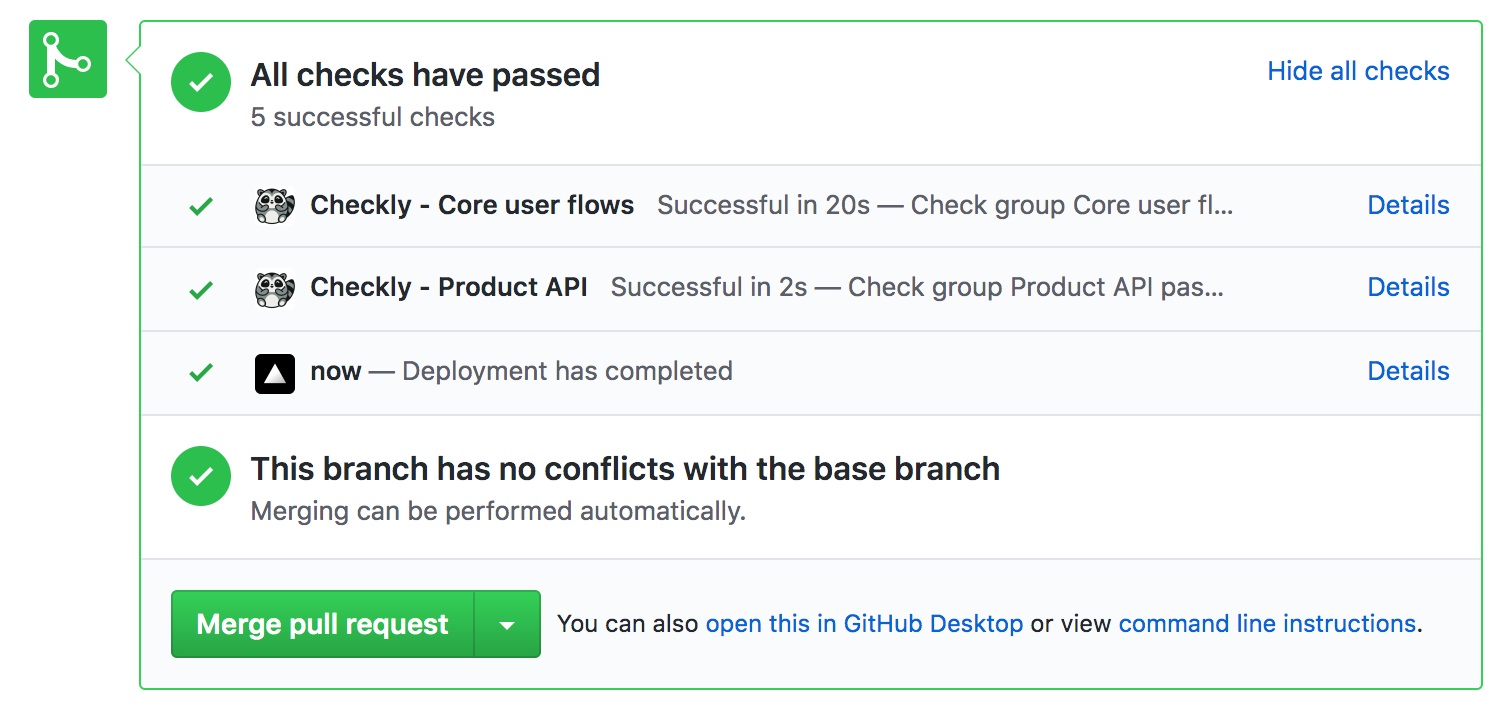 All checks have passed
Hide all checks
5 successful checks
Checkly - Core user flows Successful in 20s — Check group Core user fl... Details
Checkly - Product API Successful in 2s — Check group Product API pas... Details
now — Deployment has completed Details
This branch has no conflicts with the base branch
Merging can be performed automatically.
Merge pull request
You can also open this in GitHub Desktop or view command line instructions.